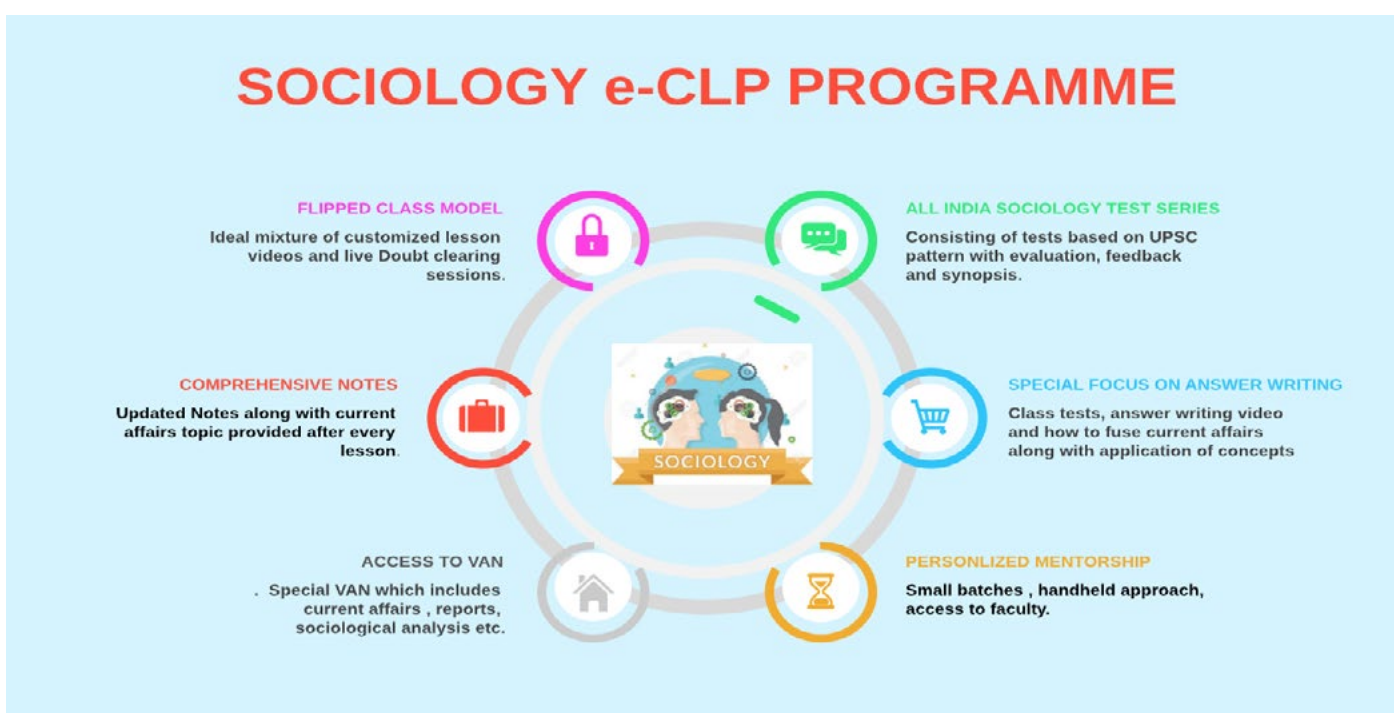 SOCIOLOGY e-CLP PROGRAMME
FLIPPED CLASS MODEL
Ideal mixture of customized lesson
videos and live Doubt clearing
sessions.
ALL INDIA SOCIOLOGY TEST SERIES
Consisting of tests based on UPSC
pattern with evaluation, feedback
and synopsis.
COMPREHENSIVE NOTES
Updated Notes along with current
affairs topic provided after every
lesson.
SOCIOLOGY
SPECIAL FOCUS ON ANSWER WRITING
Class tests, answer writing video
and how to fuse current affairs
along with application of concepts
ACCESS TO VAN
. Special VAN which includes
current affairs , reports,
sociological analysis etc.
PERSONLIZED MENTORSHIP
Small batches , handheld approach,
access to faculty.